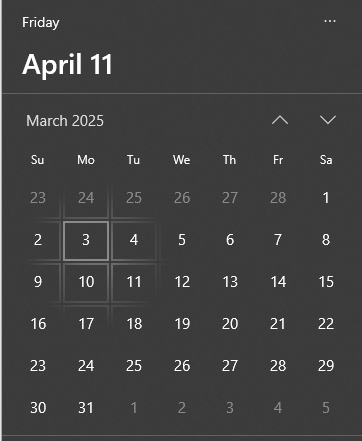 Friday ...
April 11
March 2025
Su Mo Tu We Th Fr Sa
23 24 25 26 27 28 1
2 3 4 5 6 7 8
9 10 11 12 13 14 15
16 17 18 19 20 21 22
23 24 25 26 27 28 29
30 31 1 2 3 4 5